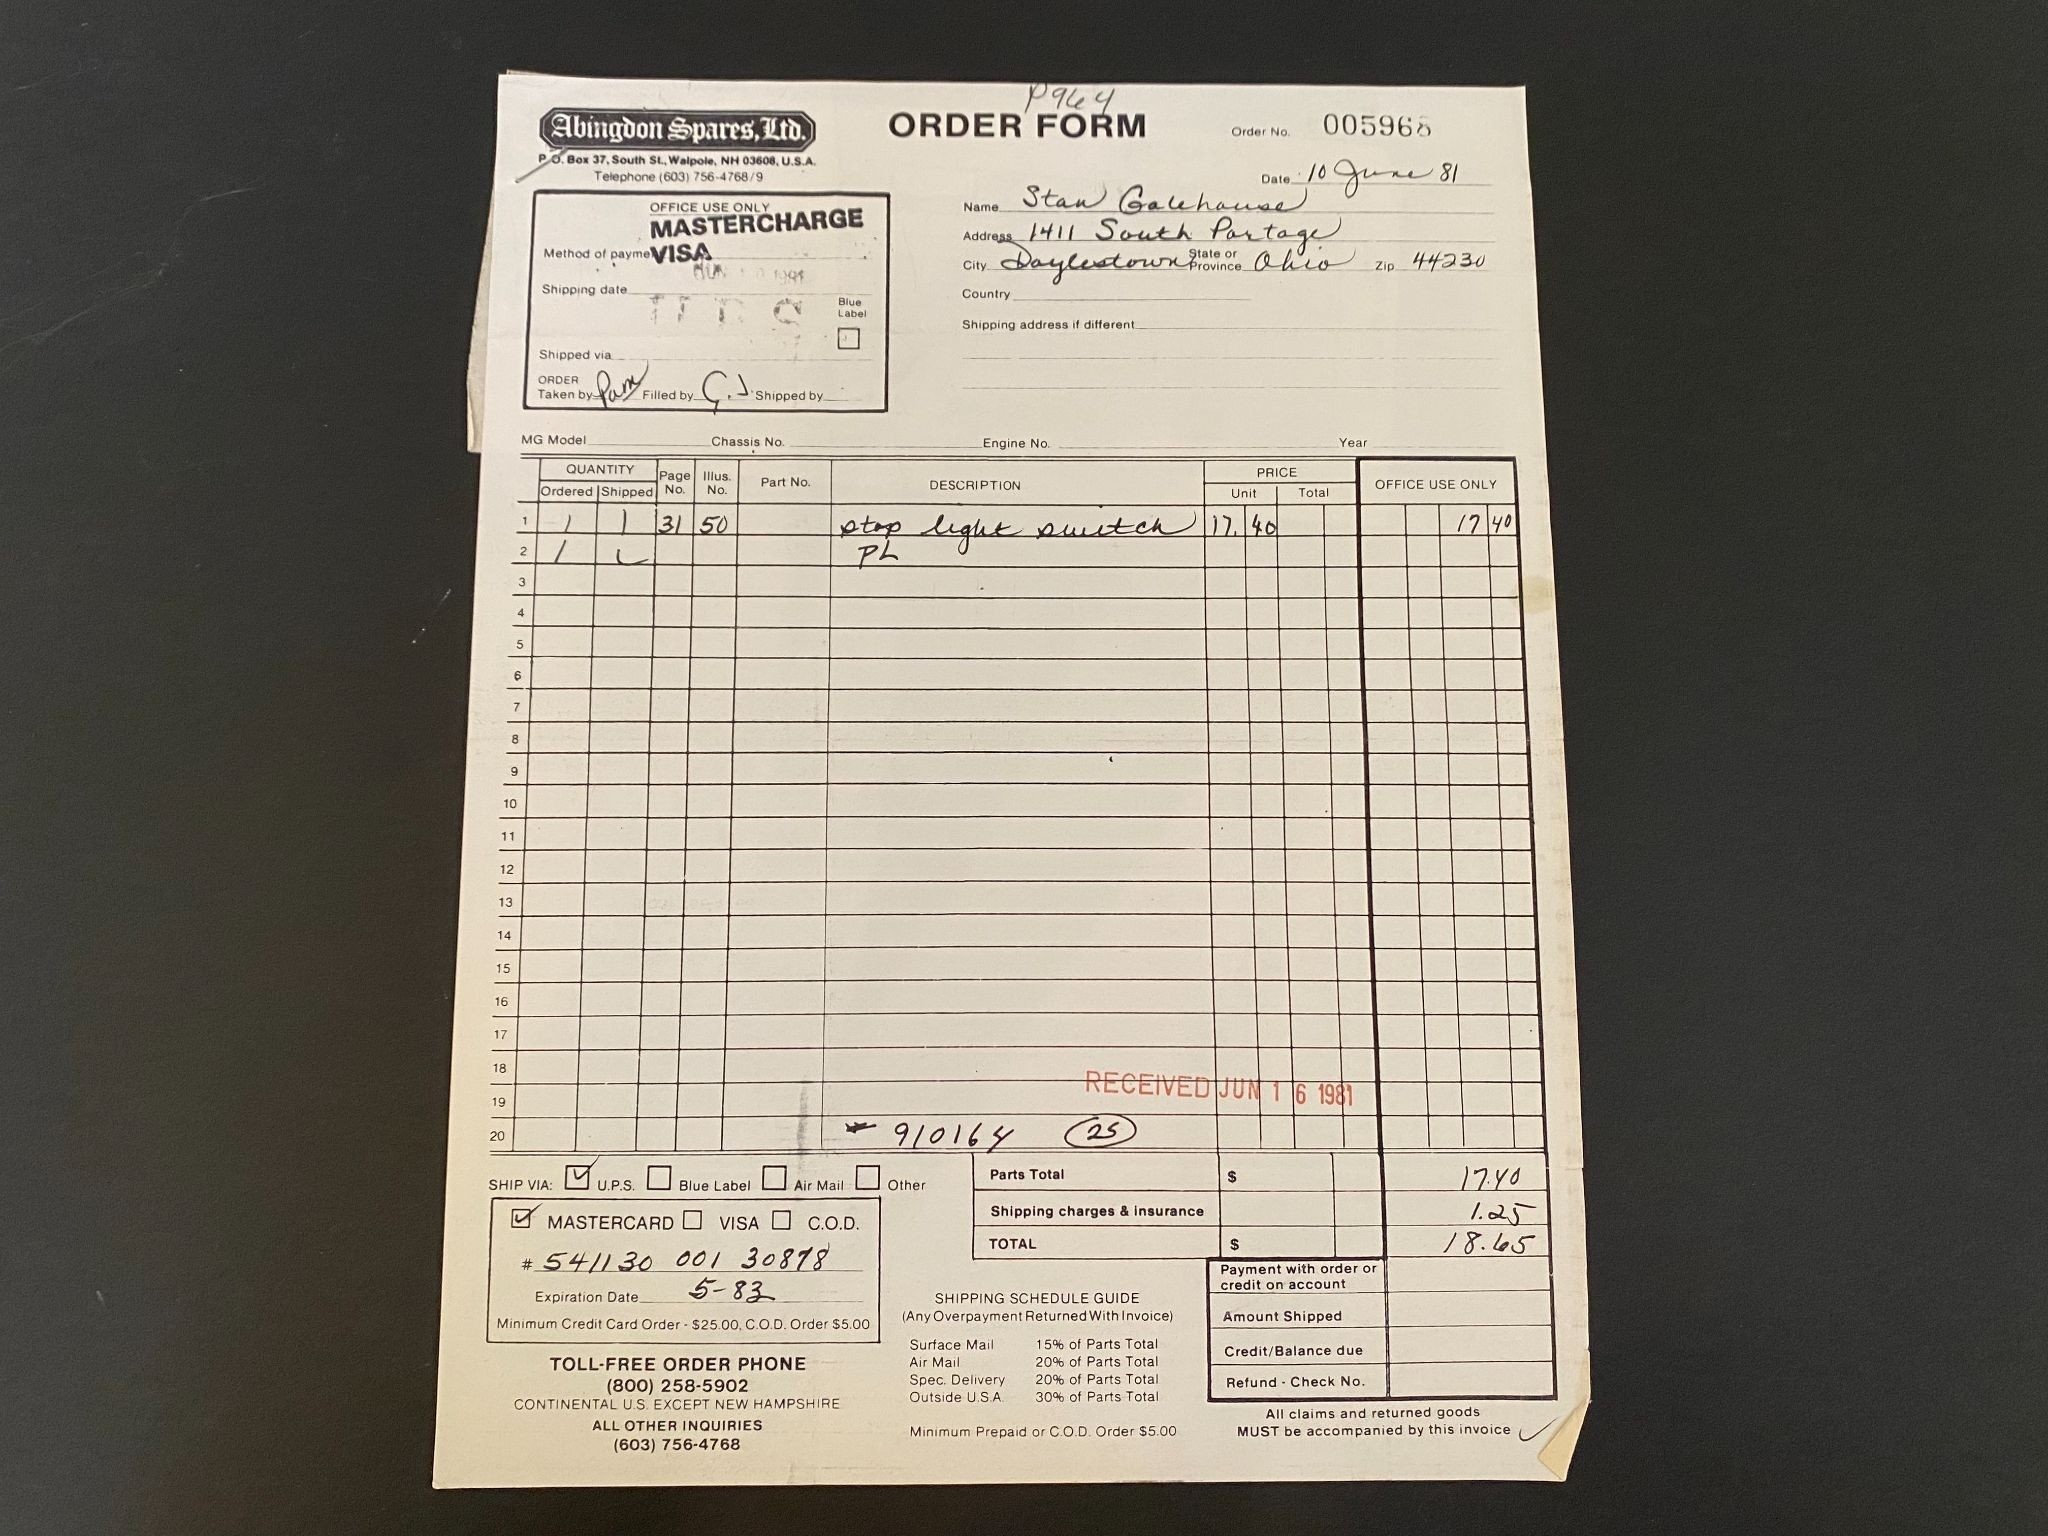 P964
Abingdon Spares, Ltd.
P.O. Box 37, South St., Walpole, NH 03608, U.S.A.
Telephone (603) 756-4768/9
ORDER FORM
Order No. 005968
Date 10 June 81
Name Stan Galehouse
Address 1411 South Portage
City Doylestown State or Province Ohio Zip 44230
Country
Shipping address if different
OFFICE USE ONLY
MASTERCHARGE
Method of payme VISA
JUN 1981
Shipping date
Blue Label
Shipped via
ORDER
Taken by Pam Filled by G.J. Shipped by
MG Model Chassis No. Engine No. Year
QUANTITY Page No. Illus. No. Part No. DESCRIPTION PRICE OFFICE USE ONLY
Ordered Shipped Unit Total
1 1 1 31 50 stop light switch 17.40 17 40
2 1 PL
3
4
5
6
7
8
9
10
11
12
13
14
15
16
17
18
RECEIVED JUN 16 1981
19
20 910164 25
SHIP VIA: U.P.S. Blue Label Air Mail Other
MASTERCARD VISA C.O.D.
# 541130 001 30878
Expiration Date 5-83
Minimum Credit Card Order - $25.00, C.O.D. Order $5.00
Parts Total $ 17.40
Shipping charges & insurance 1.25
TOTAL $ 18.65
Payment with order or credit on account
Amount Shipped
Credit/Balance due
Refund - Check No.
TOLL-FREE ORDER PHONE
(800) 258-5902
CONTINENTAL U.S. EXCEPT NEW HAMPSHIRE
ALL OTHER INQUIRIES
(603) 756-4768
SHIPPING SCHEDULE GUIDE
(Any Overpayment Returned With Invoice)
Surface Mail 15% of Parts Total
Air Mail 20% of Parts Total
Spec. Delivery 20% of Parts Total
Outside U.S.A. 30% of Parts Total
Minimum Prepaid or C.O.D. Order $5.00
All claims and returned goods
MUST be accompanied by this invoice